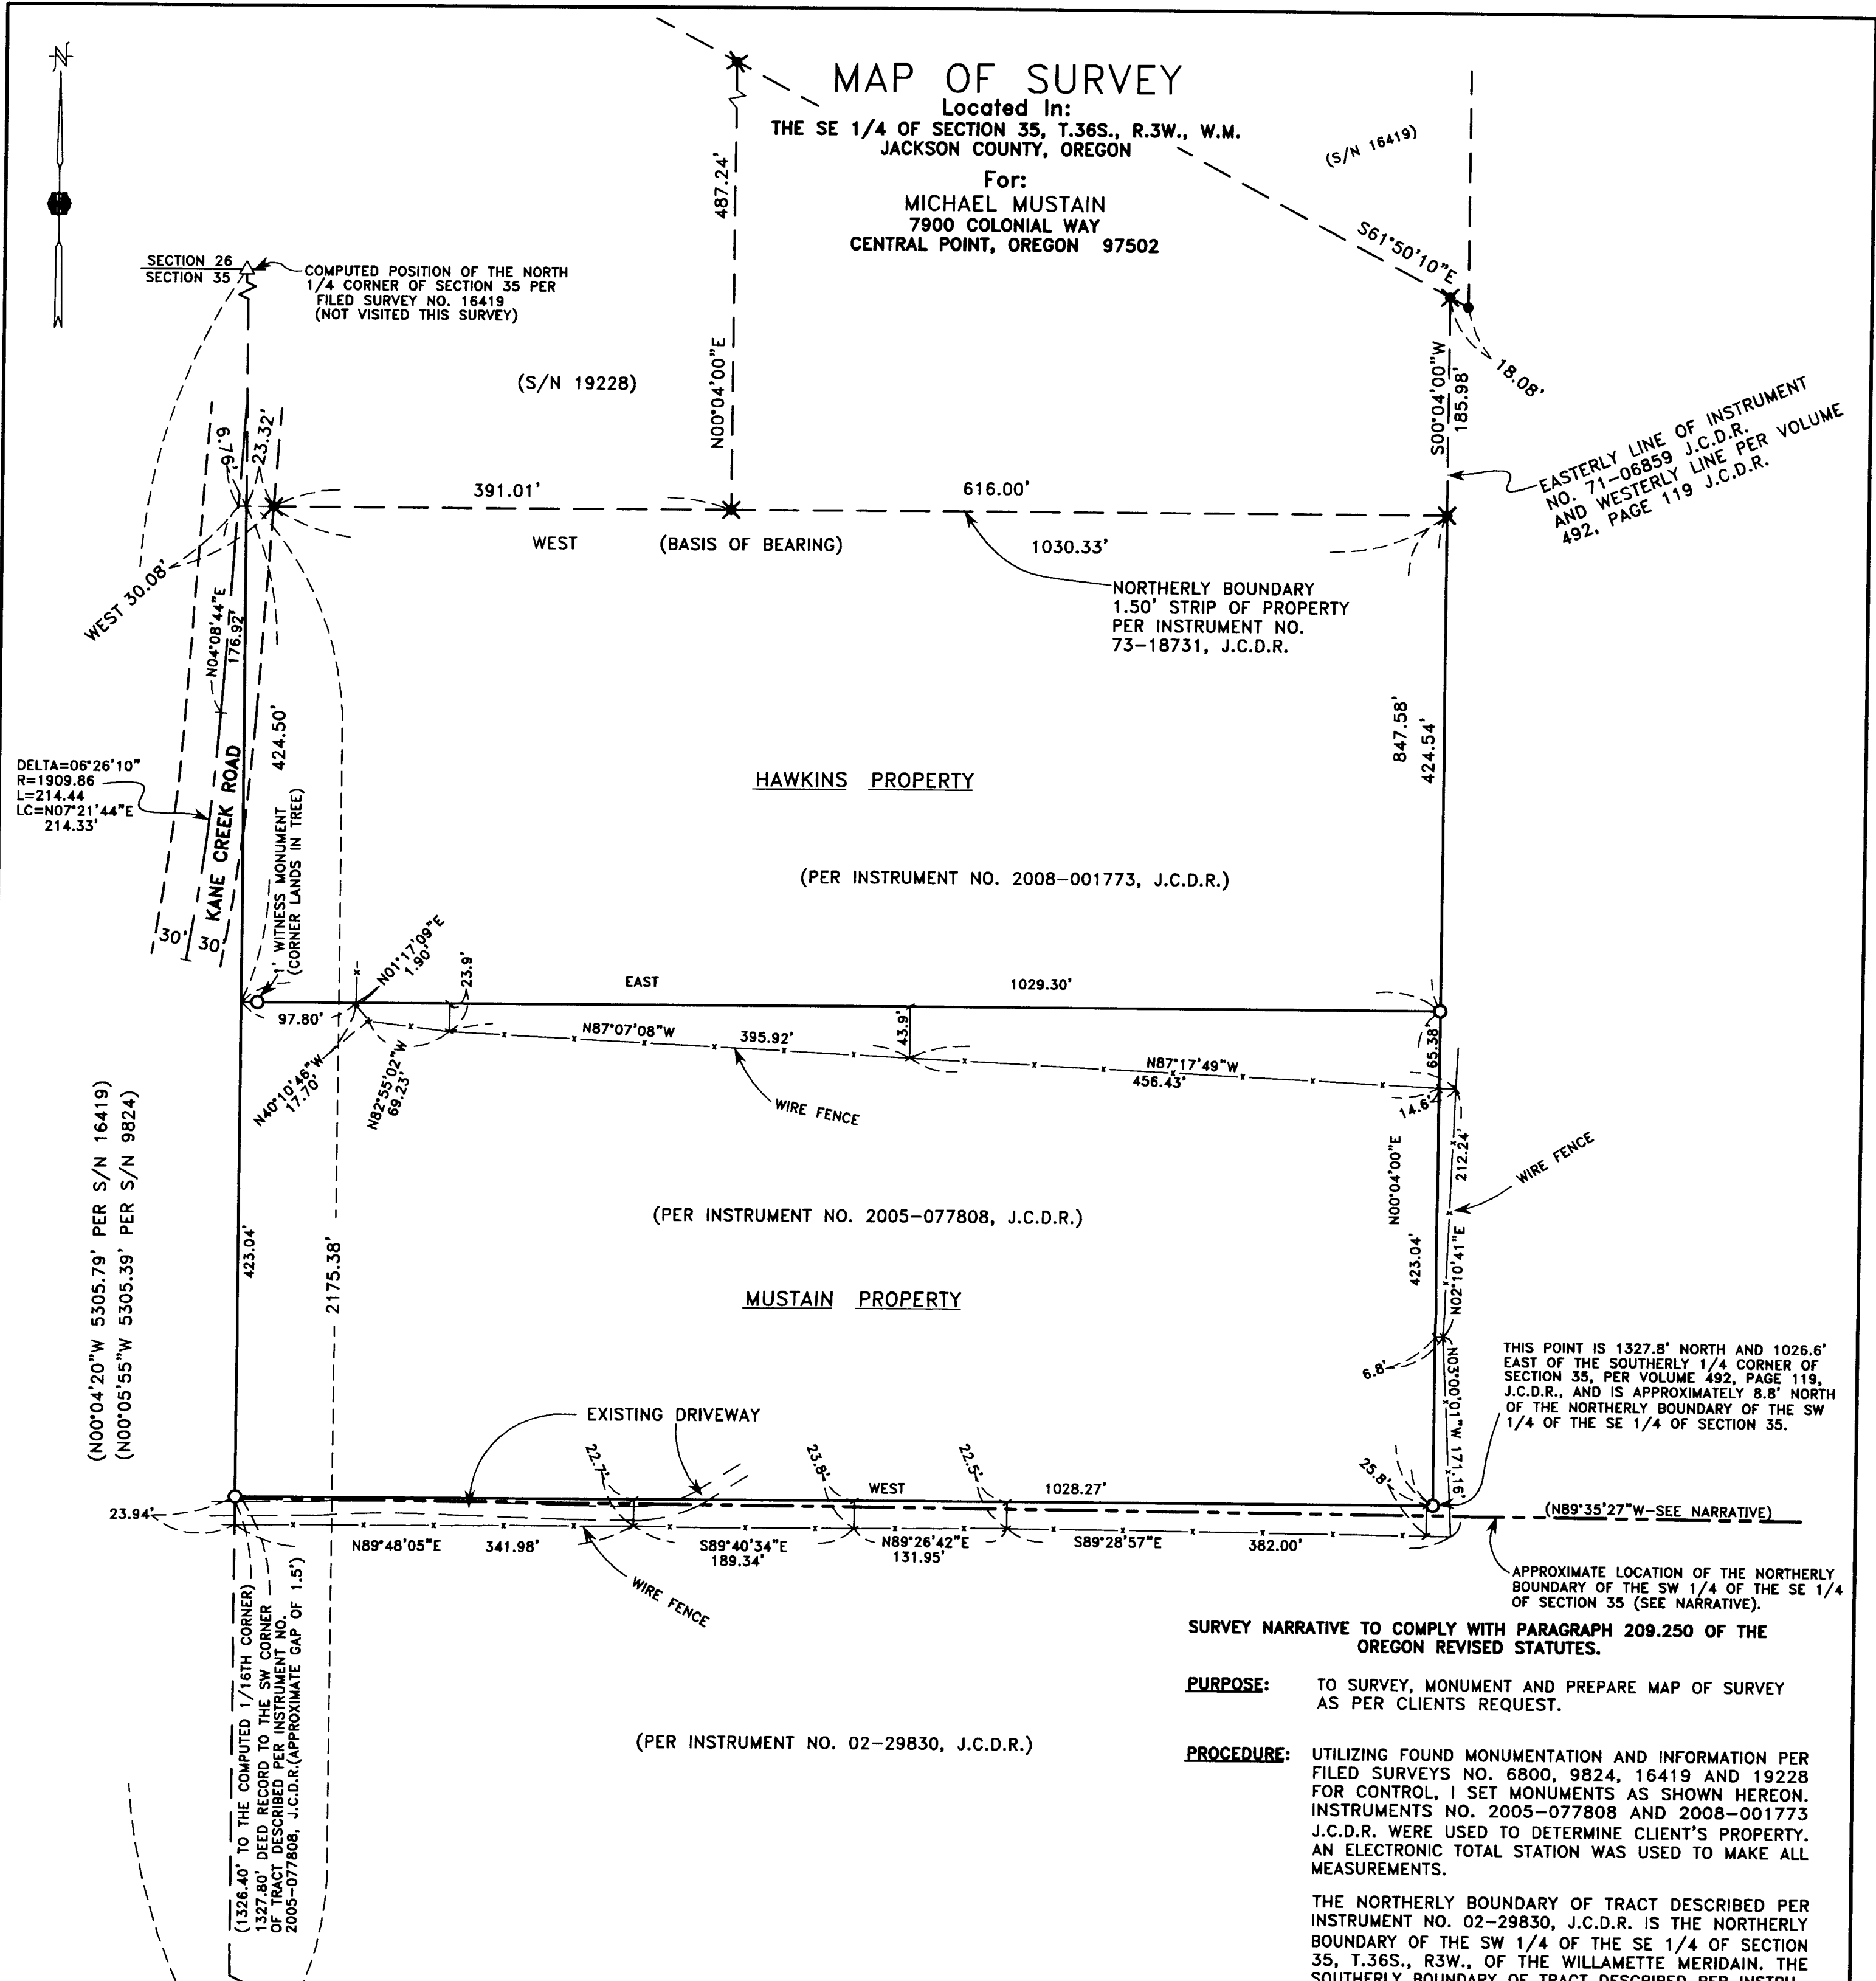 MAP OF SURVEY
Located In:
THE SE 1/4 OF SECTION 35, T.36S., R.3W., W.M.
JACKSON COUNTY, OREGON
For:
MICHAEL MUSTAIN
7900 COLONIAL WAY
CENTRAL POINT, OREGON 97502
N
487.24'
N00°04'00"E
(S/N 16419)
S61°50'10"E
18.08'
S00°04'00"W
185.98'
SECTION 26
SECTION 35
COMPUTED POSITION OF THE NORTH
1/4 CORNER OF SECTION 35 PER
FILED SURVEY NO. 16419
(NOT VISITED THIS SURVEY)
(S/N 19228)
EASTERLY LINE OF INSTRUMENT
NO. 71-06859 J.C.D.R.
AND WESTERLY LINE PER VOLUME
492, PAGE 119 J.C.D.R.
6.76'
23.32'
391.01'
616.00'
WEST (BASIS OF BEARING) 1030.33'
WEST 30.08'
NORTHERLY BOUNDARY
1.50' STRIP OF PROPERTY
PER INSTRUMENT NO.
73-18731, J.C.D.R.
N04°08'44"E
176.92'
424.50'
847.58'
424.54'
DELTA=06°26'10"
R=1909.86
L=214.44
LC=N07°21'44"E
214.33'
KANE CREEK ROAD
30' 30'
1' WITNESS MONUMENT
(CORNER LANDS IN TREE)
HAWKINS PROPERTY
(PER INSTRUMENT NO. 2008-001773, J.C.D.R.)
N01°17'09"E
1.90'
23.9'
EAST 1029.30'
97.80'
N40°10'46"W
17.70'
N82°55'02"W
69.23'
N87°07'08"W 395.92'
43.9'
N87°17'49"W
456.43'
65.38
14.6'
WIRE FENCE
212.24'
WIRE FENCE
N00°04'00"E
423.04'
N02°10'41"E
(N00°04'20"W 5305.79' PER S/N 16419)
(N00°05'55"W 5305.39' PER S/N 9824)
423.04'
2175.38'
(PER INSTRUMENT NO. 2005-077808, J.C.D.R.)
MUSTAIN PROPERTY
6.8'
N03°00'01"W 171.16'
THIS POINT IS 1327.8' NORTH AND 1026.6'
EAST OF THE SOUTHERLY 1/4 CORNER OF
SECTION 35, PER VOLUME 492, PAGE 119,
J.C.D.R., AND IS APPROXIMATELY 8.8' NORTH
OF THE NORTHERLY BOUNDARY OF THE SW
1/4 OF THE SE 1/4 OF SECTION 35.
EXISTING DRIVEWAY
22.7'
23.8'
22.5'
25.8'
WEST 1028.27'
23.94'
(N89°35'27"W-SEE NARRATIVE)
N89°48'05"E 341.98'
S89°40'34"E
189.34'
N89°26'42"E
131.95'
S89°28'57"E 382.00'
WIRE FENCE
APPROXIMATE LOCATION OF THE NORTHERLY
BOUNDARY OF THE SW 1/4 OF THE SE 1/4
OF SECTION 35 (SEE NARRATIVE).
(1326.40' TO THE COMPUTED 1/16TH CORNER)
1327.80' DEED RECORD TO THE SW CORNER
OF TRACT DESCRIBED PER INSTRUMENT NO.
2005-077808, J.C.D.R.(APPROXIMATE GAP OF 1.5')
(PER INSTRUMENT NO. 02-29830, J.C.D.R.)
SURVEY NARRATIVE TO COMPLY WITH PARAGRAPH 209.250 OF THE
OREGON REVISED STATUTES.
PURPOSE: TO SURVEY, MONUMENT AND PREPARE MAP OF SURVEY
AS PER CLIENTS REQUEST.
PROCEDURE: UTILIZING FOUND MONUMENTATION AND INFORMATION PER
FILED SURVEYS NO. 6800, 9824, 16419 AND 19228
FOR CONTROL, I SET MONUMENTS AS SHOWN HEREON.
INSTRUMENTS NO. 2005-077808 AND 2008-001773
J.C.D.R. WERE USED TO DETERMINE CLIENT'S PROPERTY.
AN ELECTRONIC TOTAL STATION WAS USED TO MAKE ALL
MEASUREMENTS.
THE NORTHERLY BOUNDARY OF TRACT DESCRIBED PER
INSTRUMENT NO. 02-29830, J.C.D.R. IS THE NORTHERLY
BOUNDARY OF THE SW 1/4 OF THE SE 1/4 OF SECTION
35, T.36S., R3W., OF THE WILLAMETTE MERIDAIN. THE
SOUTHERLY BOUNDARY OF TRACT DESCRIBED PER INSTRU-